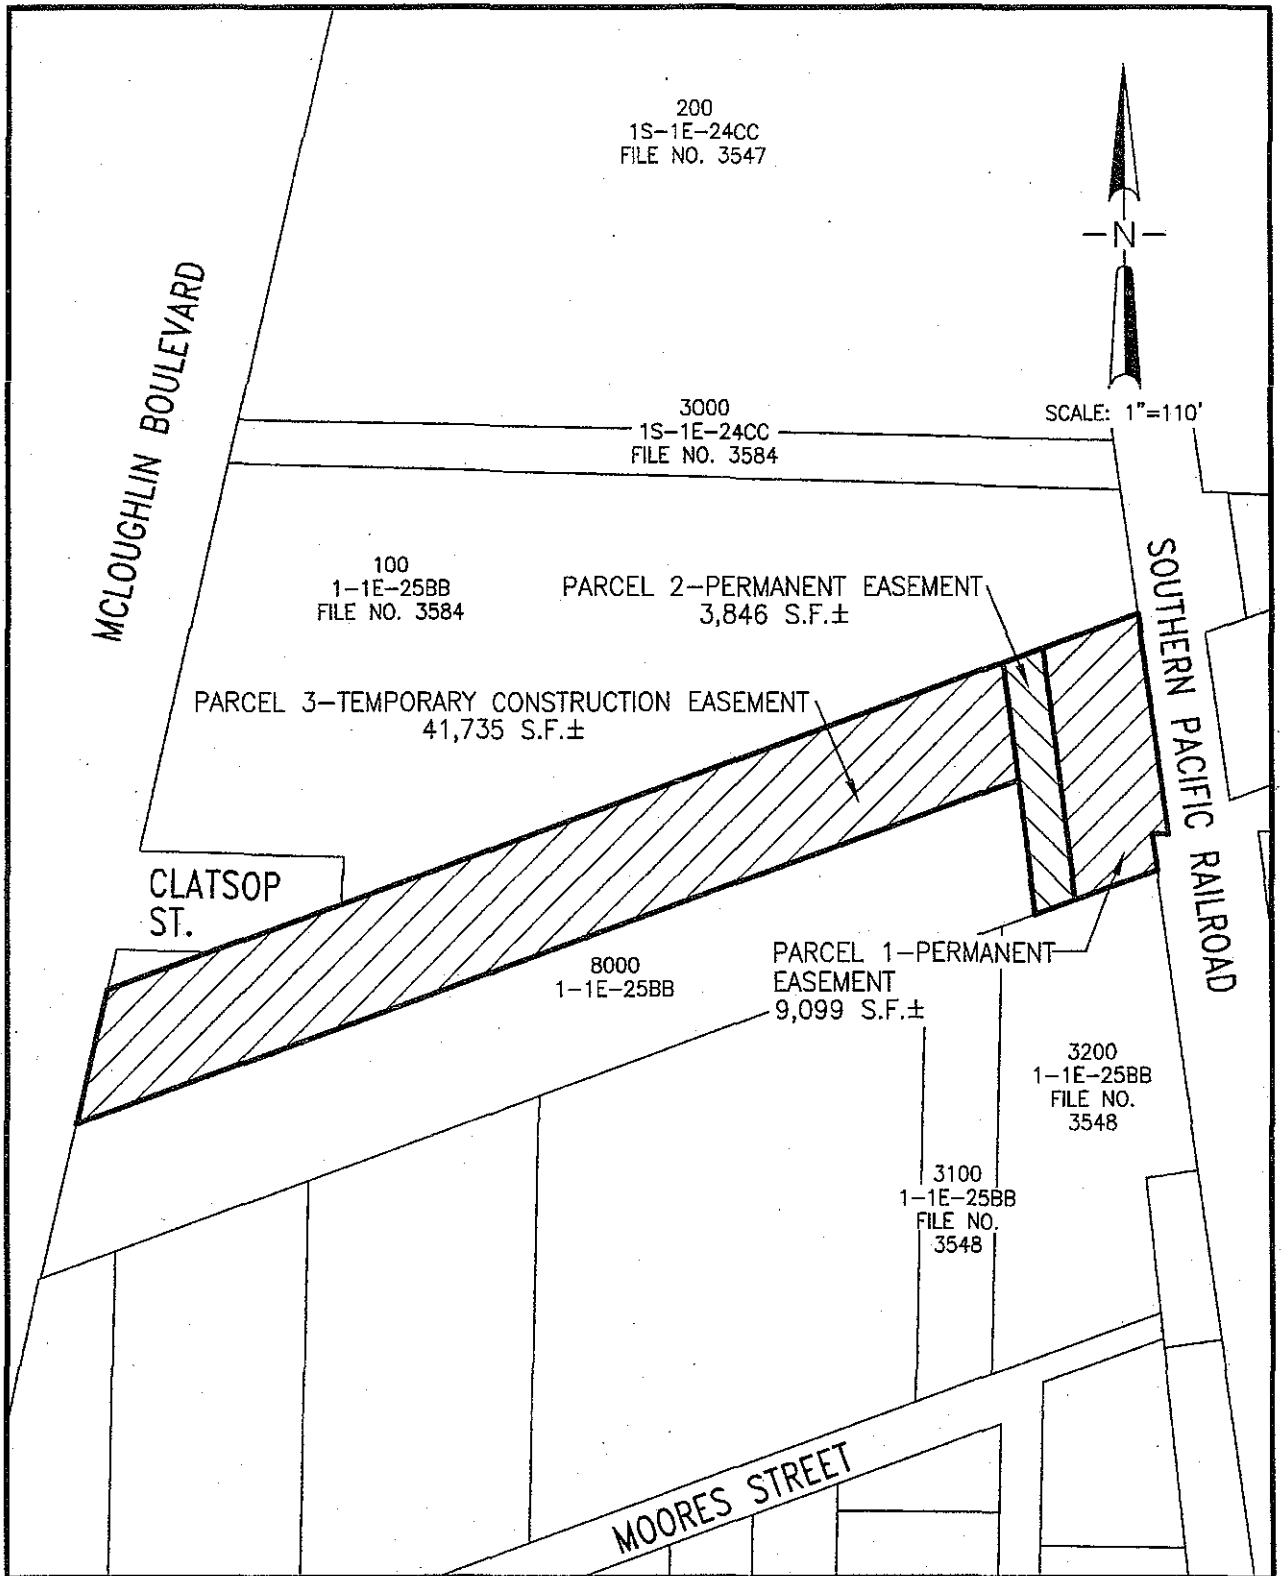 200
1S-1E-24CC
FILE NO. 3547
-N-
MCLOUGHLIN BOULEVARD
3000
1S-1E-24CC
FILE NO. 3584
SCALE: 1"=110'
100
1-1E-25BB
FILE NO. 3584
PARCEL 2-PERMANENT EASEMENT
3,846 S.F.±
SOUTHERN PACIFIC RAILROAD
PARCEL 3-TEMPORARY CONSTRUCTION EASEMENT
41,735 S.F.±
CLATSOP
ST.
8000
1-1E-25BB
PARCEL 1-PERMANENT
EASEMENT
9,099 S.F.±
3200
1-1E-25BB
FILE NO.
3548
3100
1-1E-25BB
FILE NO.
3548
MOORES STREET